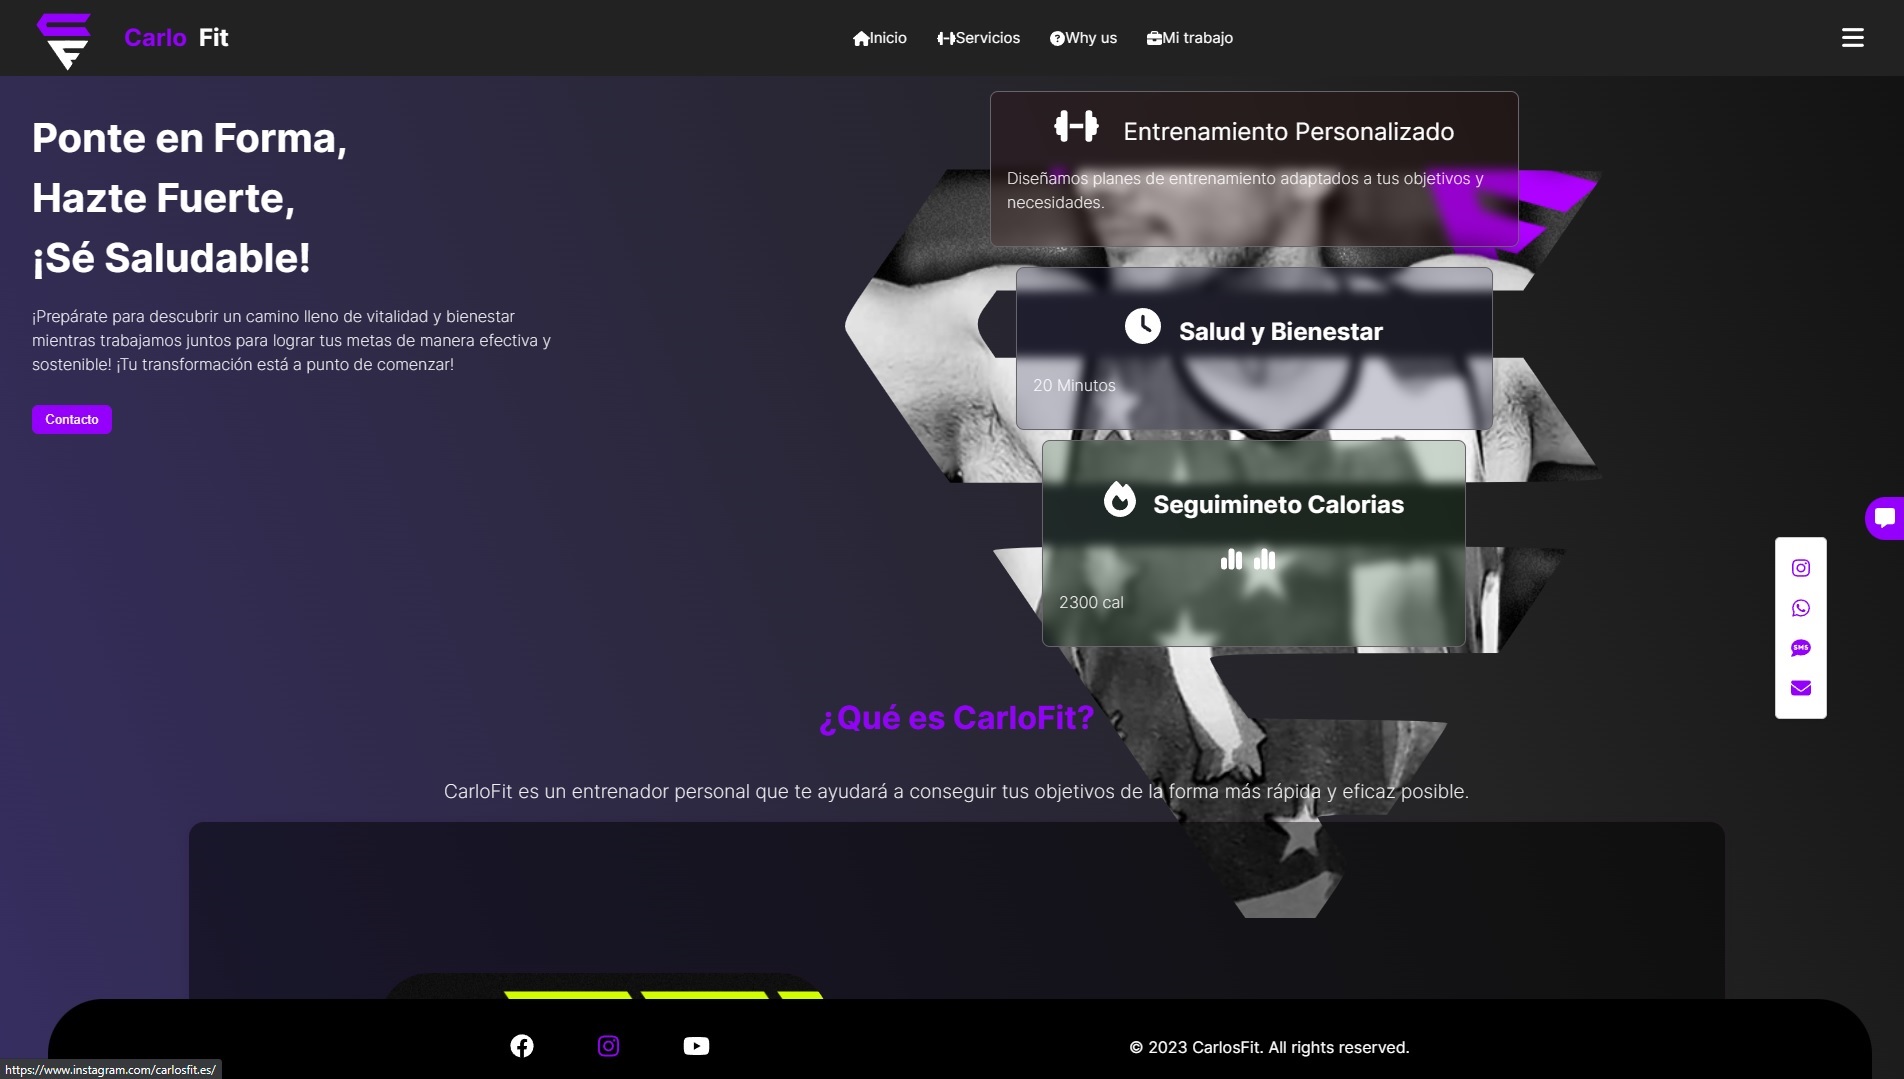 Carlo Fit
Inicio
Servicios
Why us
Mi trabajo
Ponte en Forma,
Hazte Fuerte,
¡Sé Saludable!
¡Prepárate para descubrir un camino lleno de vitalidad y bienestar
mientras trabajamos juntos para lograr tus metas de manera efectiva y
sostenible! ¡Tu transformación está a punto de comenzar!
Contacto
Entrenamiento Personalizado
Diseñamos planes de entrenamiento adaptados a tus objetivos y
necesidades.
Salud y Bienestar
20 Minutos
Seguimineto Calorias
2300 cal
SMS
¿Qué es CarloFit?
CarloFit es un entrenador personal que te ayudará a conseguir tus objetivos de la forma más rápida y eficaz posible.
© 2023 CarlosFit. All rights reserved.
https://www.instagram.com/carlosfit.es/